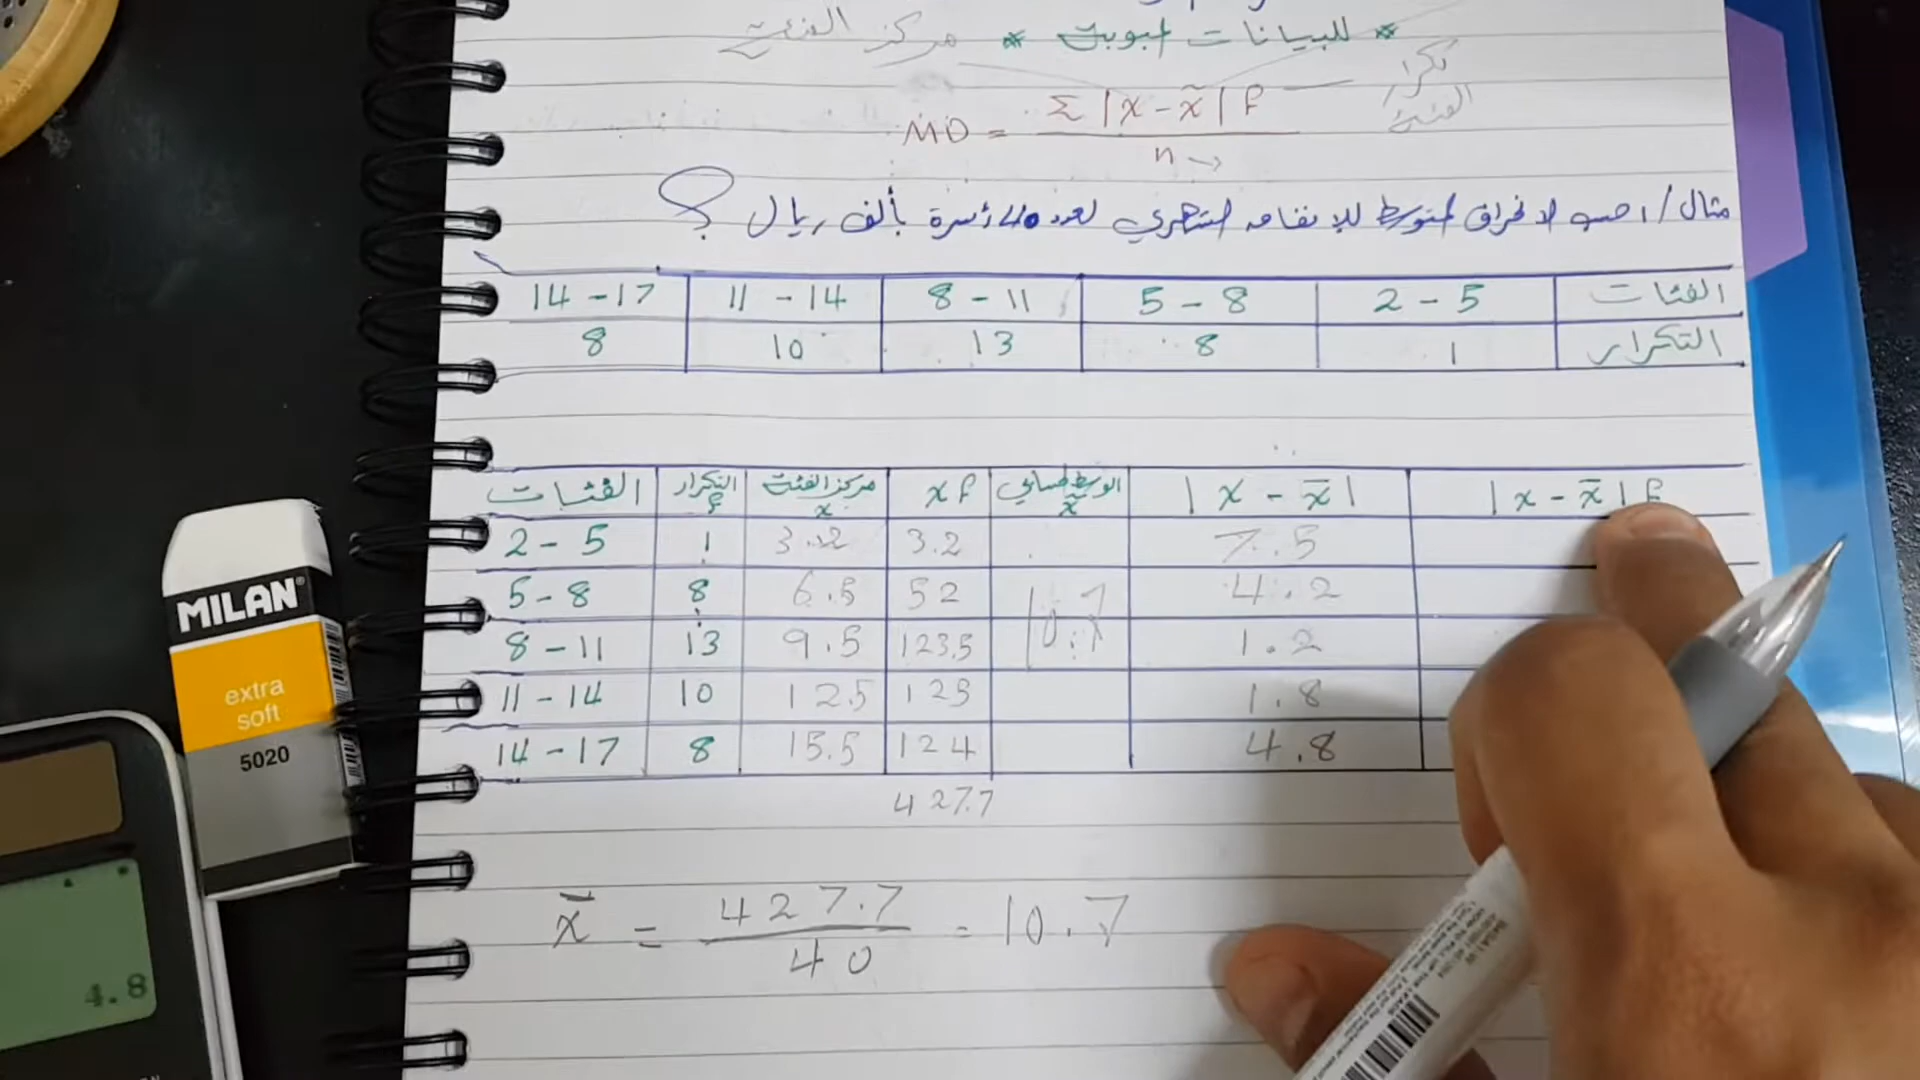 * للبيانات المبوبة * مركز الفئة
تكرار
الفئة
MD = Σ |x - x̄| f
n
مثال / احسب الانحراف المتوسط للإنفاق الشهري لعدد 40 أسرة بألف ريال ؟
الفئات 2 - 5 5 - 8 8 - 11 11 - 14 14 - 17
التكرار 1 8 13 10 8
الفئات التكرار f مركز الفئة x x f الوسط الحسابي x̄ | x - x̄ | | x - x̄ | f
2 - 5 1 3.2 3.2 7.5
5 - 8 8 6.5 52 10.7 4.2
8 - 11 13 9.5 123.5 1.2
11 - 14 10 12.5 125 1.8
14 - 17 8 15.5 124 4.8
427.7
x̄ = 427.7 / 40 = 10.7
MILAN®
extra
soft
5020
4.8